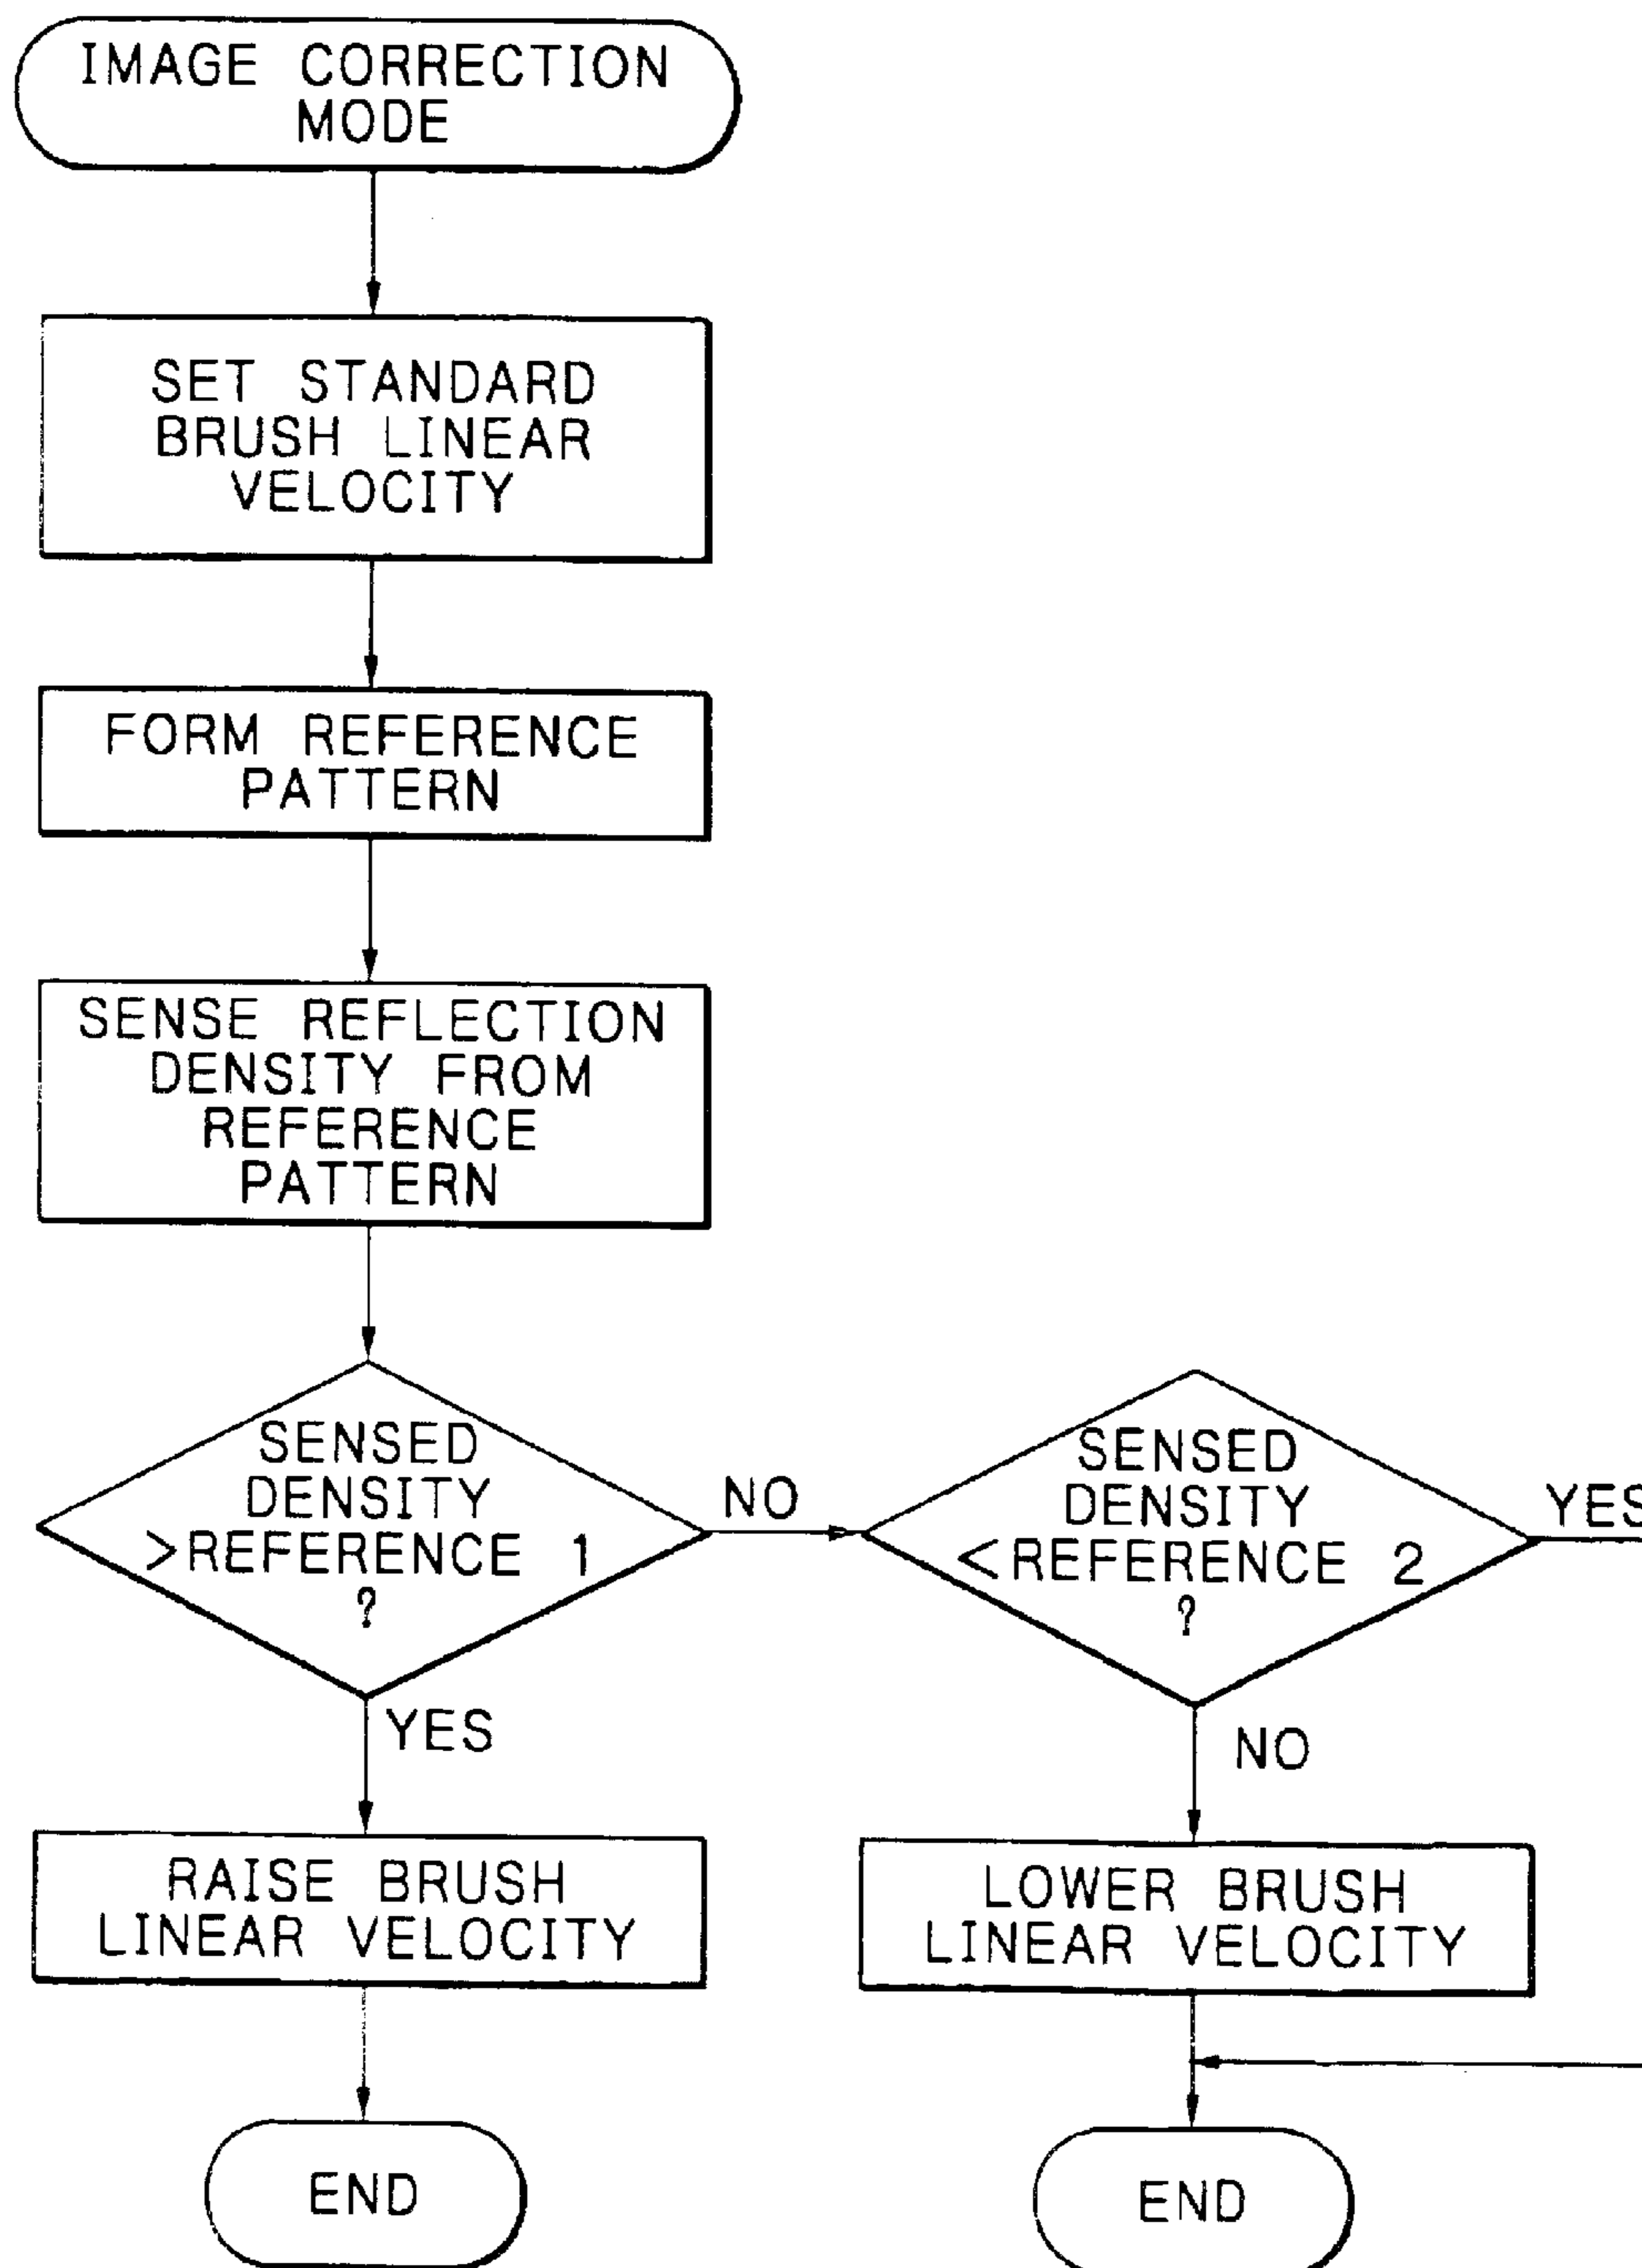 IMAGE CORRECTION
MODE
SET STANDARD
BRUSH LINEAR
VELOCITY
FORM REFERENCE
PATTERN
SENSE REFLECTION
DENSITY FROM
REFERENCE
PATTERN
SENSED
DENSITY
>REFERENCE 1
?
NO
SENSED
DENSITY
<REFERENCE 2
?
YES
YES
NO
RAISE BRUSH
LINEAR VELOCITY
LOWER BRUSH
LINEAR VELOCITY
END
END